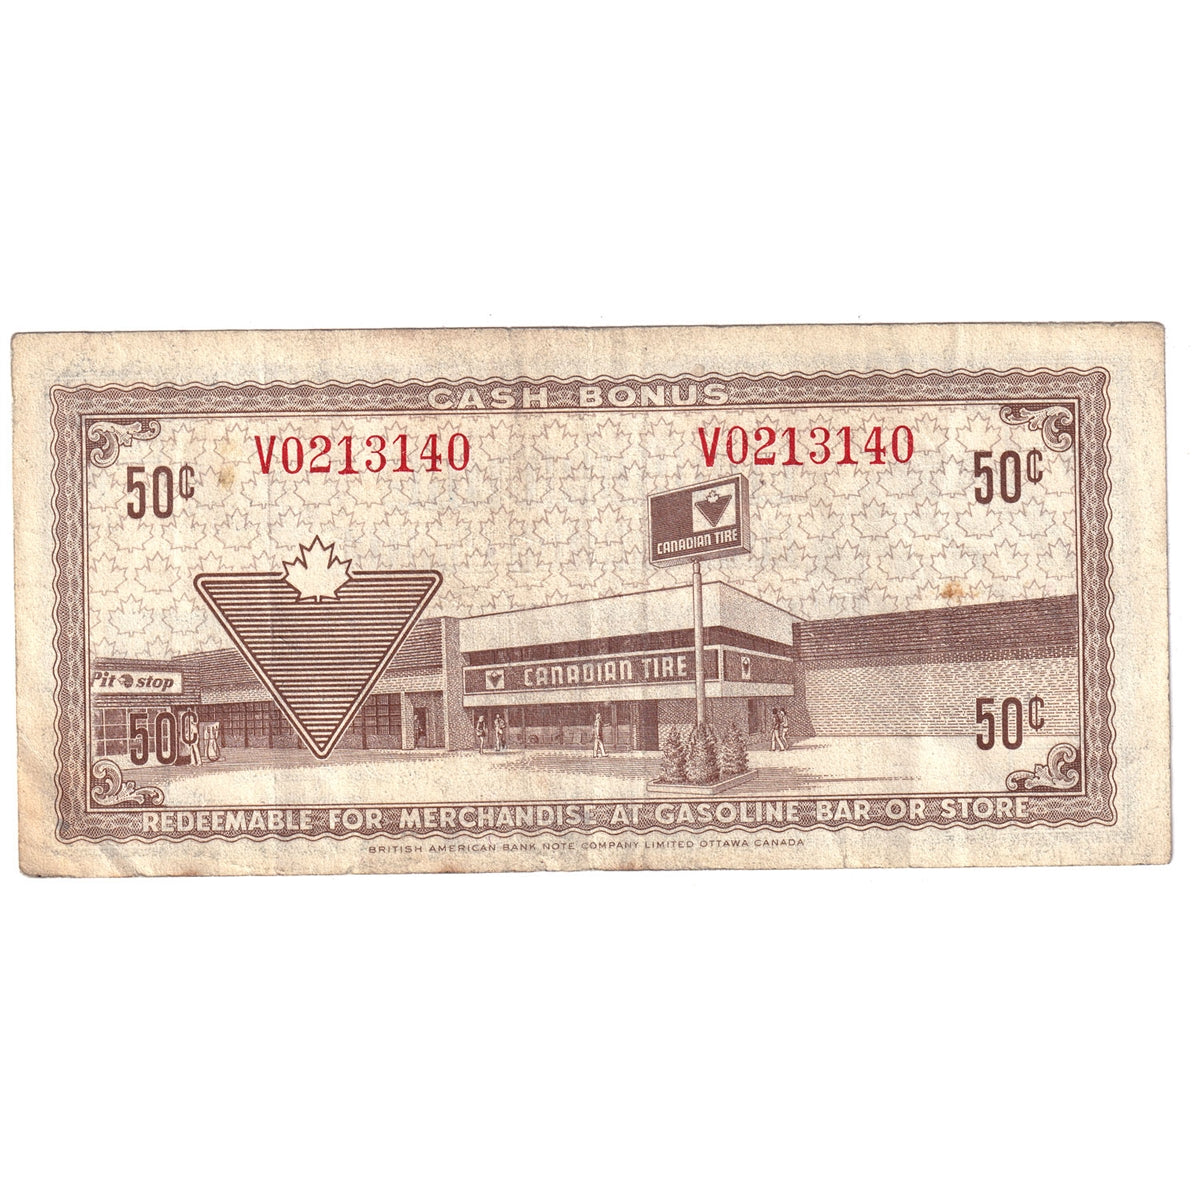 CASH BONUS
V0213140 V0213140
50¢ 50¢
CANADIAN TIRE
CANADIAN TIRE
Pit stop
50¢ 50¢
REDEEMABLE FOR MERCHANDISE AT GASOLINE BAR OR STORE
BRITISH AMERICAN BANK NOTE COMPANY LIMITED OTTAWA CANADA